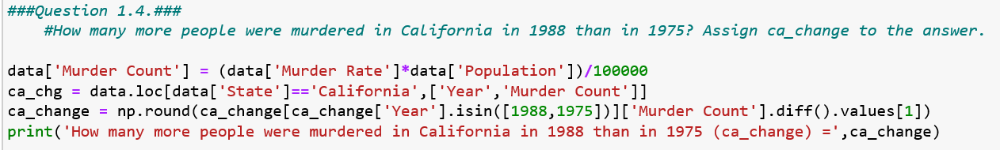 ###Question 1.4.###
#How many more people were murdered in California in 1988 than in 1975? Assign ca_change to the answer.
data['Murder Count'] = (data['Murder Rate']*data['Population'])/100000
ca_chg = data.loc[data['State']=='California',['Year','Murder Count']]
ca_change = np.round(ca_change[ca_change['Year'].isin([1988,1975])]['Murder Count'].diff().values[1])
print('How many more people were murdered in California in 1988 than in 1975 (ca_change) =',ca_change)